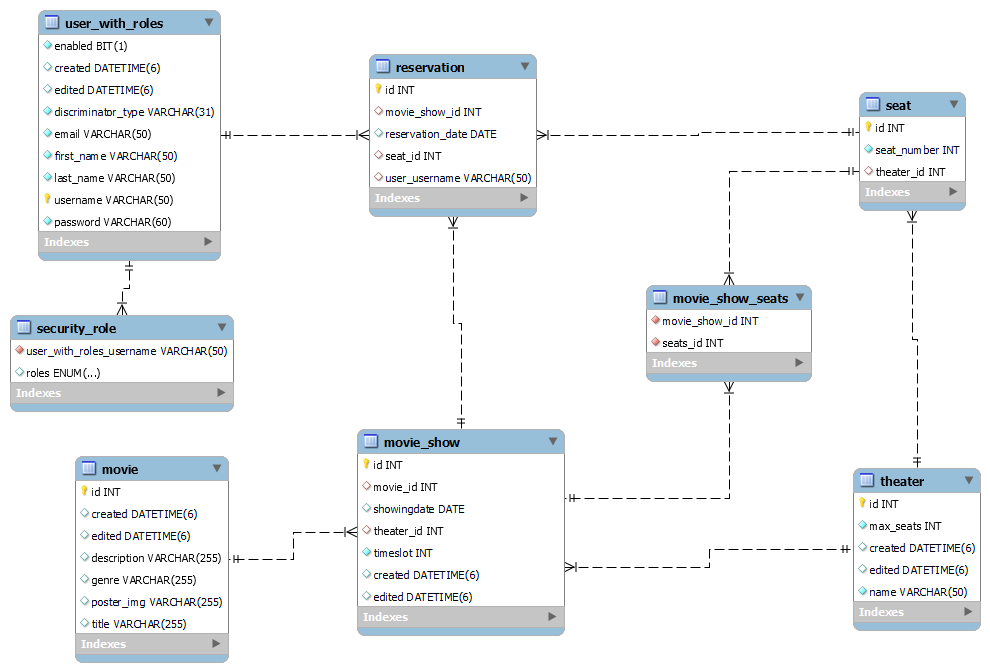 user_with_roles
enabled BIT(1)
created DATETIME(6)
edited DATETIME(6)
discriminator_type VARCHAR(31)
email VARCHAR(50)
first_name VARCHAR(50)
last_name VARCHAR(50)
username VARCHAR(50)
password VARCHAR(60)
Indexes
reservation
id INT
movie_show_id INT
reservation_date DATE
seat_id INT
user_username VARCHAR(50)
Indexes
seat
id INT
seat_number INT
theater_id INT
Indexes
movie_show_seats
movie_show_id INT
seats_id INT
Indexes
security_role
user_with_roles_username VARCHAR(50)
roles ENUM(...)
Indexes
movie
id INT
created DATETIME(6)
edited DATETIME(6)
description VARCHAR(255)
genre VARCHAR(255)
poster_img VARCHAR(255)
title VARCHAR(255)
Indexes
movie_show
id INT
movie_id INT
showingdate DATE
theater_id INT
timeslot INT
created DATETIME(6)
edited DATETIME(6)
Indexes
theater
id INT
max_seats INT
created DATETIME(6)
edited DATETIME(6)
name VARCHAR(50)
Indexes